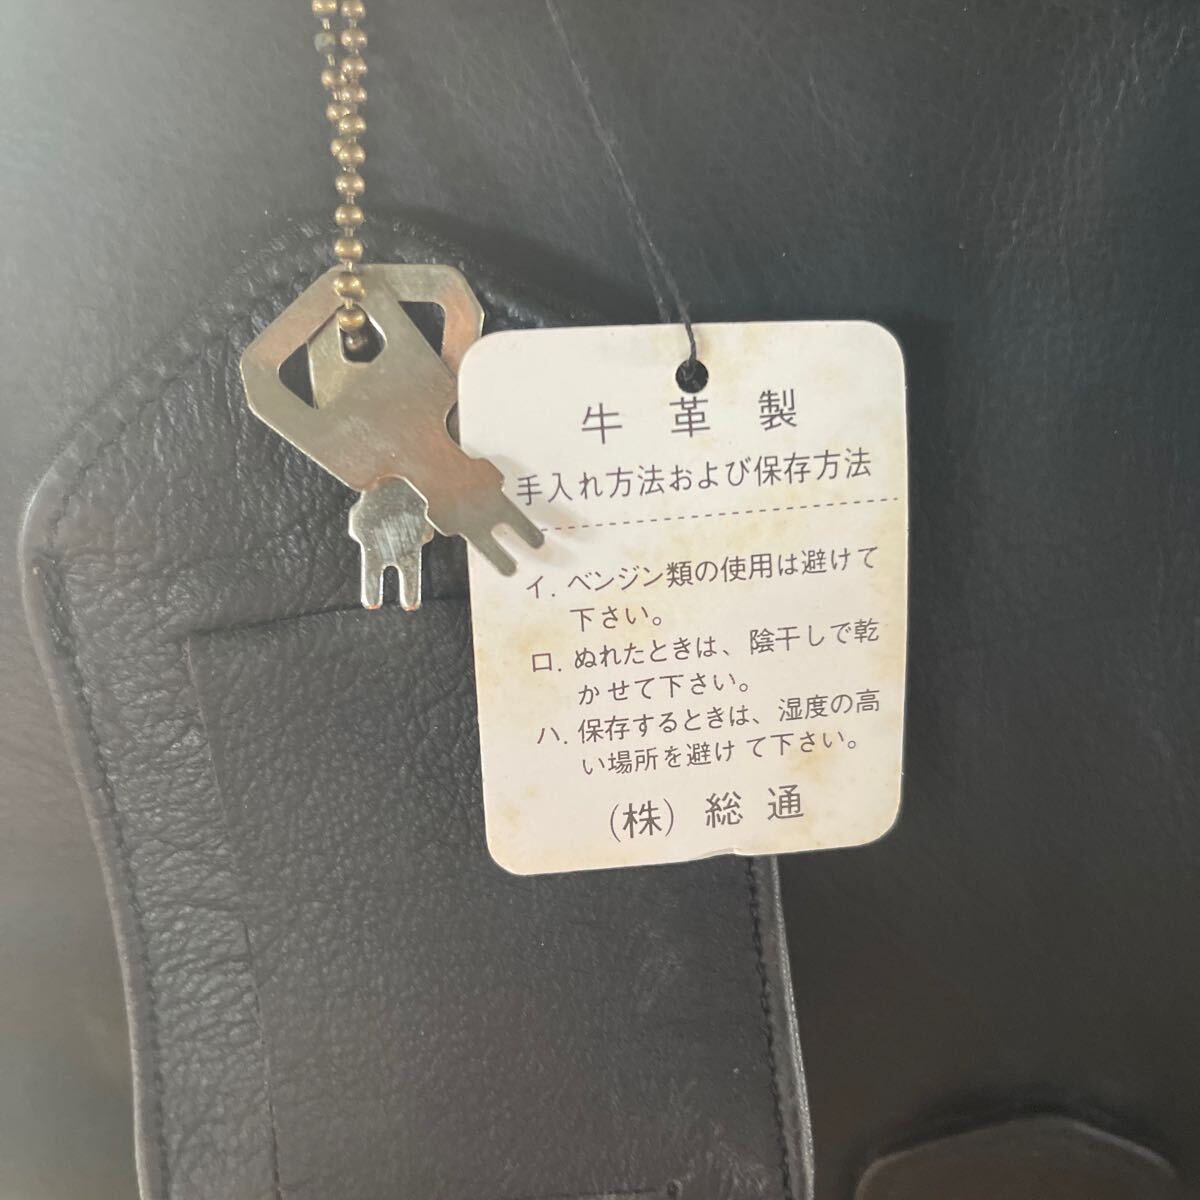 牛革製
手入れ方法および保存方法
イ. ベンジン類の使用は避けて
下さい。
ロ. ぬれたときは、陰干しで乾
かせて下さい。
ハ. 保存するときは、湿度の高
い場所を避けて下さい。
(株) 総通